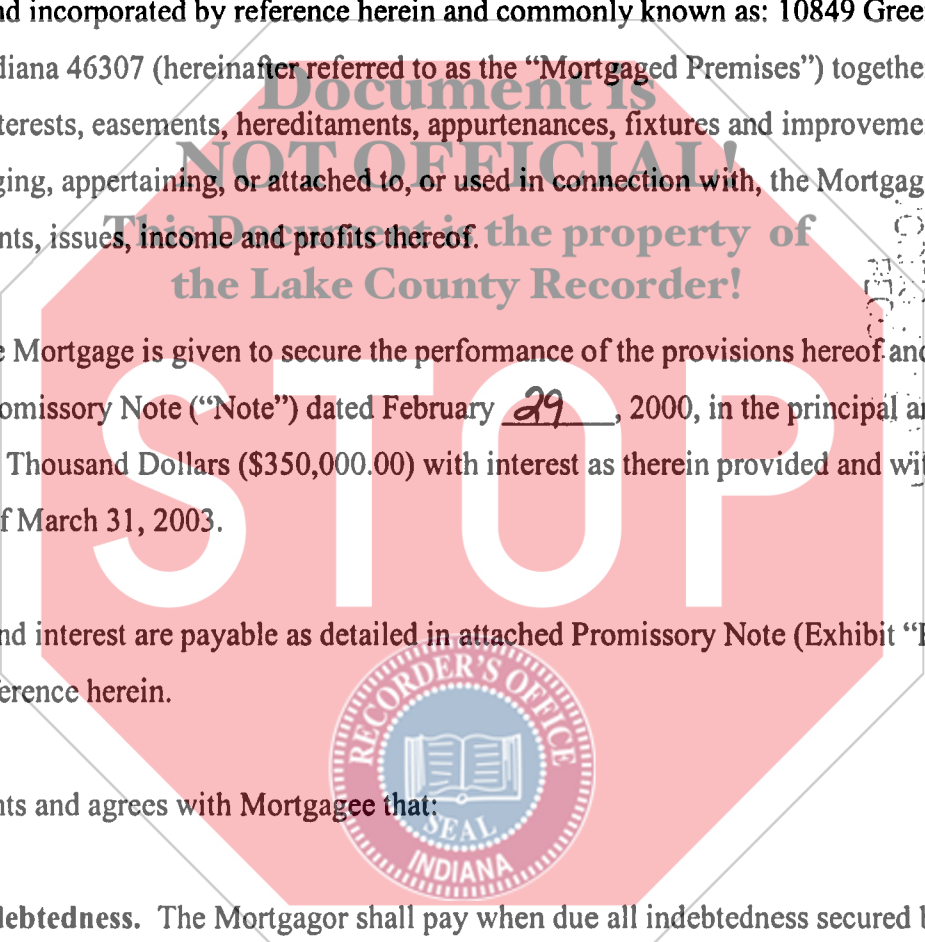 nd incorporated by reference herein and commonly known as: 10849 Gree
diana 46307 (hereinafter referred to as the “Mortgaged Premises”) togethe
Document is
terests, easements, hereditaments, appurtenances, fixtures and improveme
NOT OFFICIAL!
ging, appertaining, or attached to, or used in connection with, the Mortgag
This Document is the property of
nts, issues, income and profits thereof.
the Lake County Recorder!
e Mortgage is given to secure the performance of the provisions hereof and
omissory Note (“Note”) dated February 29, 2000, in the principal a
Thousand Dollars ($350,000.00) with interest as therein provided and wit
f March 31, 2003.
STOP
nd interest are payable as detailed in attached Promissory Note (Exhibit “
ference herein.
RECORDER'S OFFICE
nts and agrees with Mortgagee that:
SEAL
INDIANA
debtedness. The Mortgagor shall pay when due all indebtedness secured b